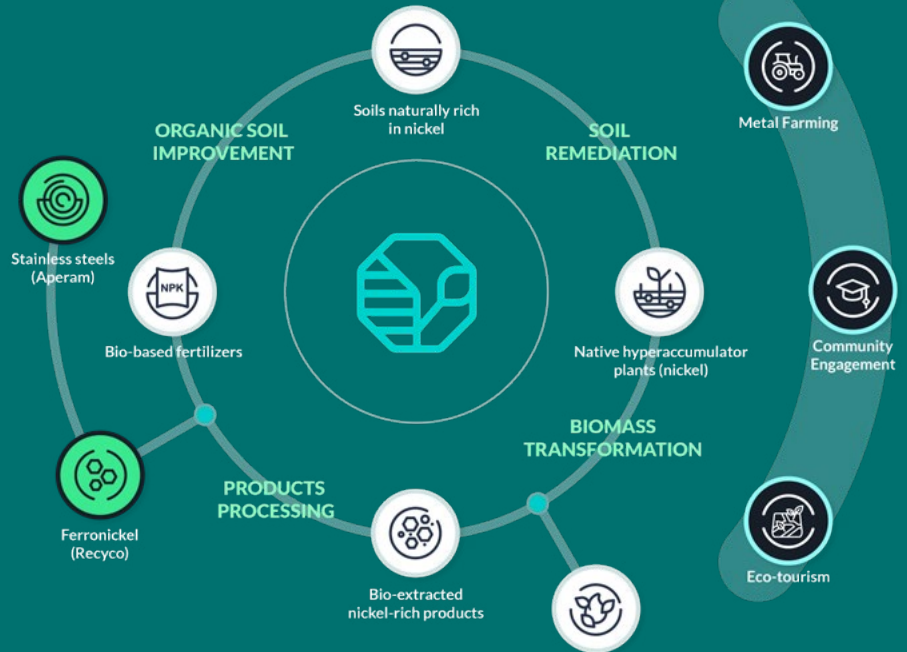 Soils naturally rich
in nickel
ORGANIC SOIL
IMPROVEMENT
SOIL
REMEDIATION
Metal Farming
Stainless steels
(Aperam)
NPK
Bio-based fertilizers
Native hyperaccumulator
plants (nickel)
Community
Engagement
BIOMASS
TRANSFORMATION
PRODUCTS
PROCESSING
Ferronickel
(Recyco)
Bio-extracted
nickel-rich products
Eco-tourism